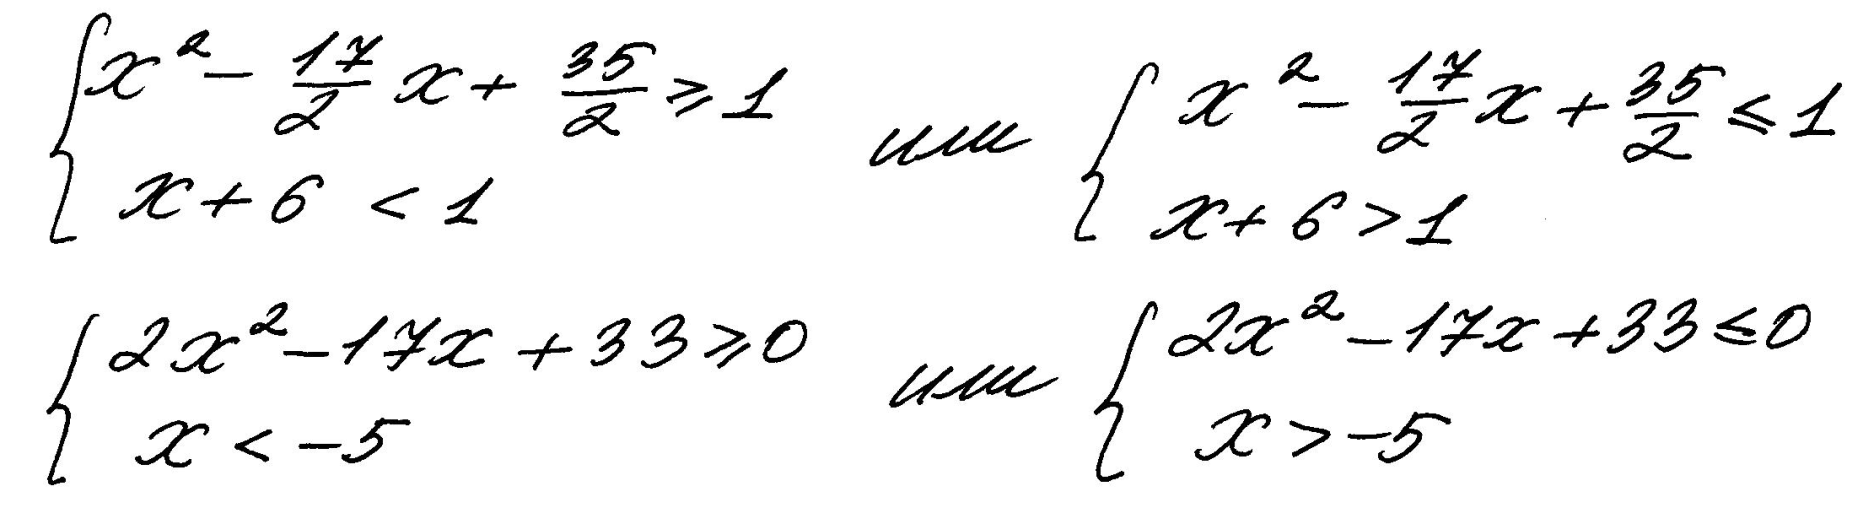 { x² - 17/2 x + 35/2 ⩾ 1 или { x² - 17/2 x + 35/2 ⩽ 1
x + 6 < 1 x + 6 > 1
{ 2x² - 17x + 33 ⩾ 0 или { 2x² - 17x + 33 ⩽ 0
x < -5 x > -5